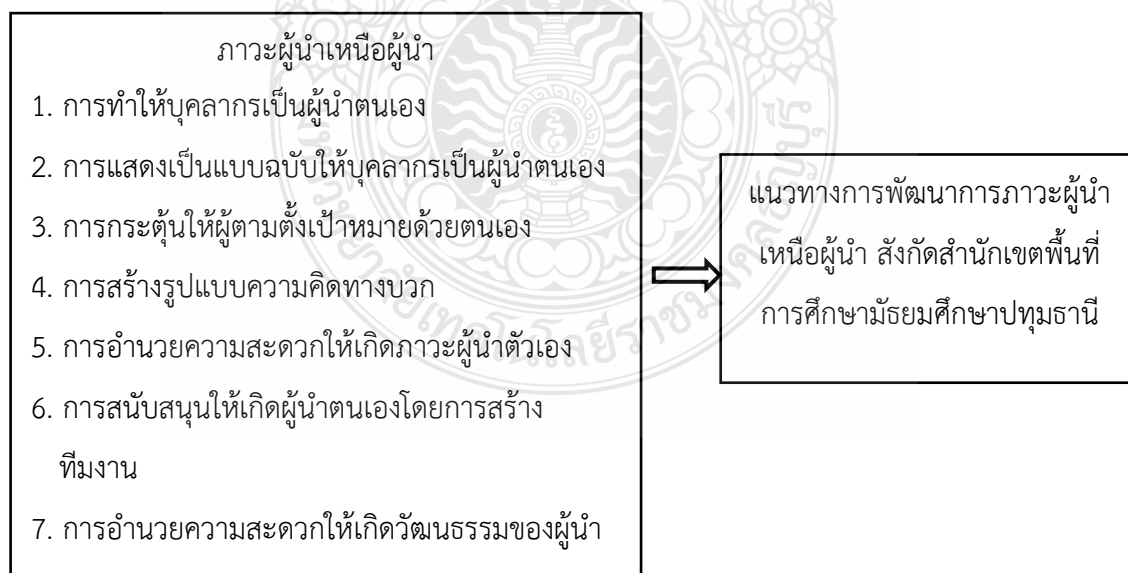 ภาวะผู้นำเหนือผู้นำ
1. การทำให้บุคลากรเป็นผู้นำตนเอง
2. การแสดงเป็นแบบฉบับให้บุคลากรเป็นผู้นำตนเอง
3. การกระตุ้นให้ผู้ตามตั้งเป้าหมายด้วยตนเอง
4. การสร้างรูปแบบความคิดทางบวก
5. การอำนวยความสะดวกให้เกิดภาวะผู้นำตัวเอง
6. การสนับสนุนให้เกิดผู้นำตนเองโดยการสร้าง
ทีมงาน
7. การอำนวยความสะดวกให้เกิดวัฒนธรรมของผู้นำ
แนวทางการพัฒนาการภาวะผู้นำ
เหนือผู้นำ สังกัดสำนักเขตพื้นที่
การศึกษามัธยมศึกษาปทุมธานี